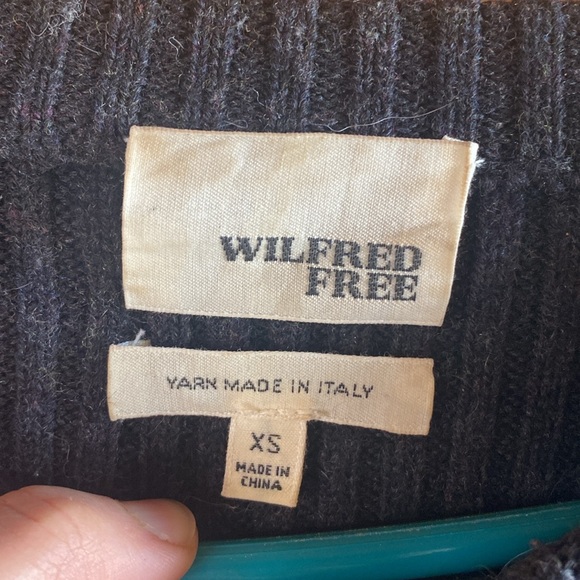 WILFRED
FREE
YARN MADE IN ITALY
XS
MADE IN
CHINA